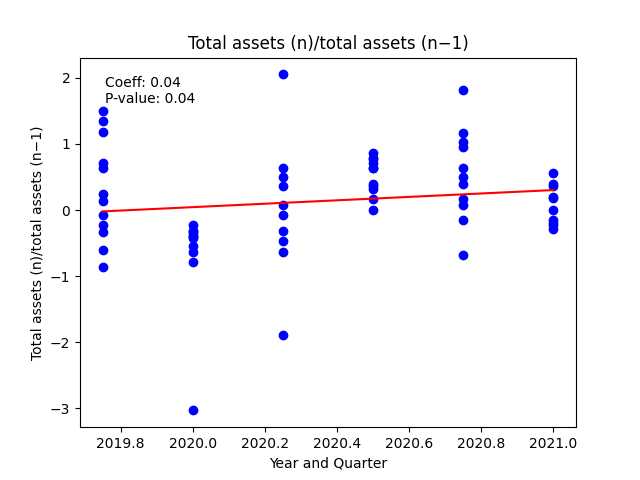 Total assets (n)/total assets (n−1)
Coeff: 0.04
P-value: 0.04
2
1
0
−1
−2
−3
Total assets (n)/total assets (n−1)
2019.8 2020.0 2020.2 2020.4 2020.6 2020.8 2021.0
Year and Quarter